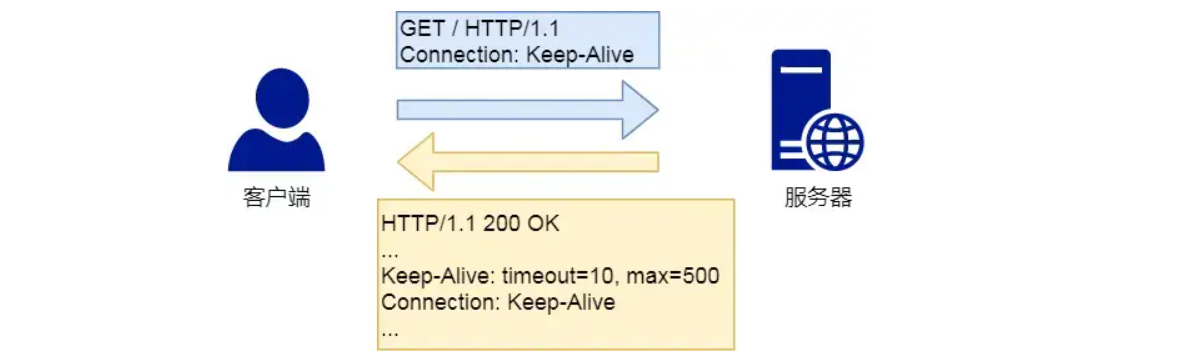 GET / HTTP/1.1
Connection: Keep-Alive
客户端
服务器
HTTP/1.1 200 OK
...
Keep-Alive: timeout=10, max=500
Connection: Keep-Alive
...